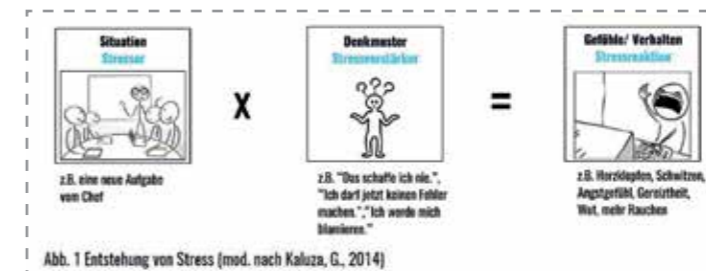 Situation
Stressor
Denkmuster
Stressverstärker
Gefühle/ Verhalten
Stressreaktion
X
=
z.B. eine neue Aufgabe
vom Chef
z.B. "Das schaffe ich nie.",
"Ich darf jetzt keinen Fehler
machen.","Ich werde mich
blamieren."
z.B. Herzklopfen, Schwitzen,
Angstgefühl, Gereiztheit,
Wut, mehr Rauchen
Abb. 1 Entstehung von Stress (mod. nach Kaluza, G., 2014)